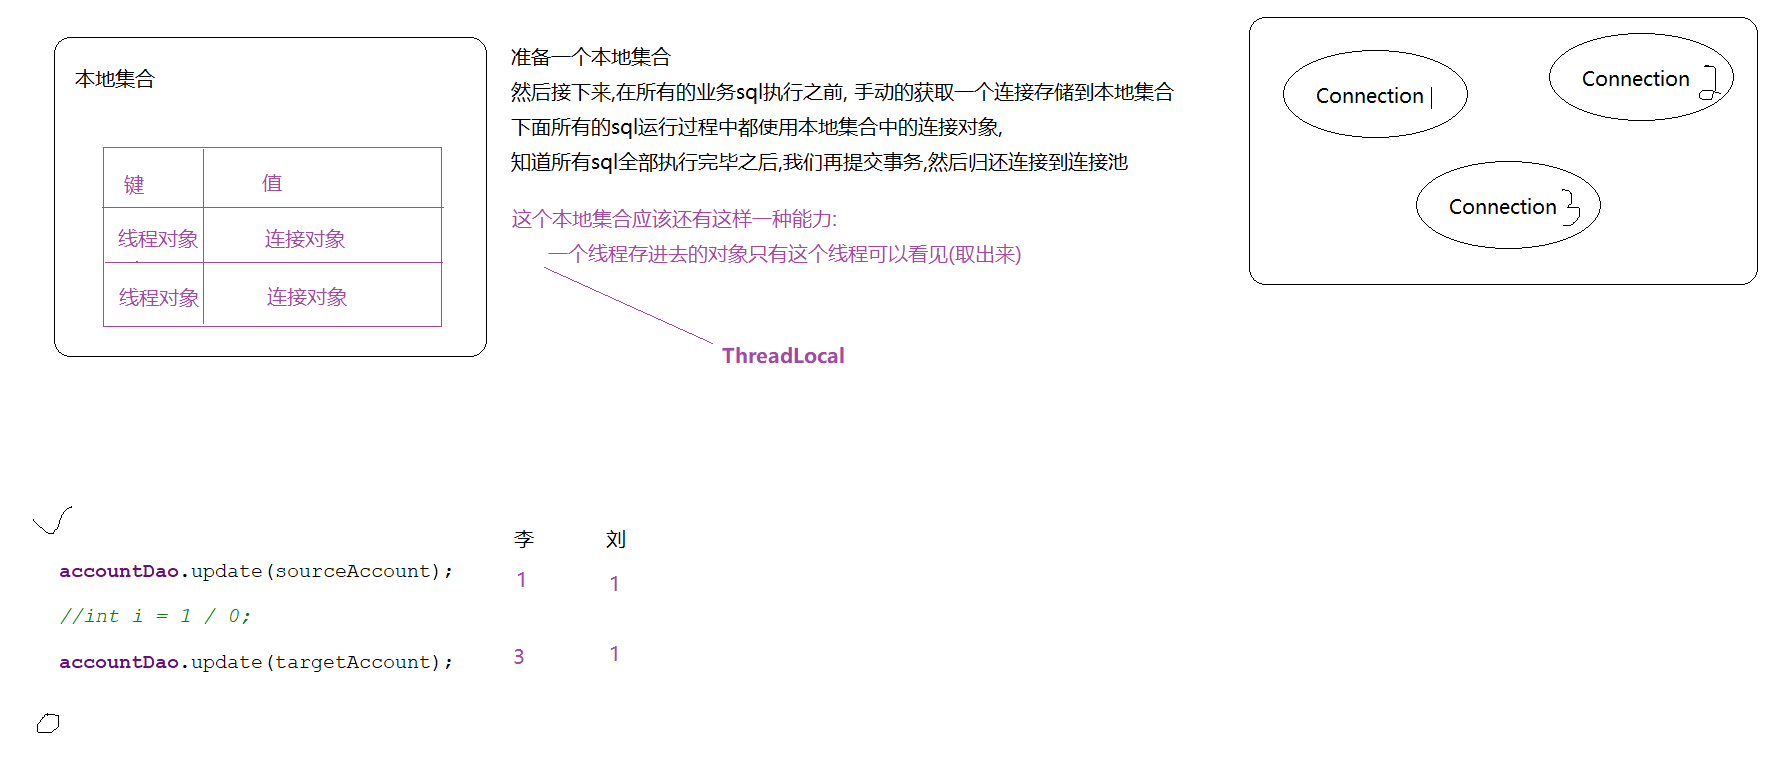 本地集合
键 值
线程对象 连接对象
线程对象 连接对象
准备一个本地集合
然后接下来,在所有的业务sql执行之前, 手动的获取一个连接存储到本地集合
下面所有的sql运行过程中都使用本地集合中的连接对象,
知道所有sql全部执行完毕之后,我们再提交事务,然后归还连接到连接池
这个本地集合应该还有这样一种能力:
一个线程存进去的对象只有这个线程可以看见(取出来)
ThreadLocal
Connection 1
Connection 2
Connection 3
李 刘
accountDao.update(sourceAccount); 1 1
//int i = 1 / 0;
accountDao.update(targetAccount); 3 1